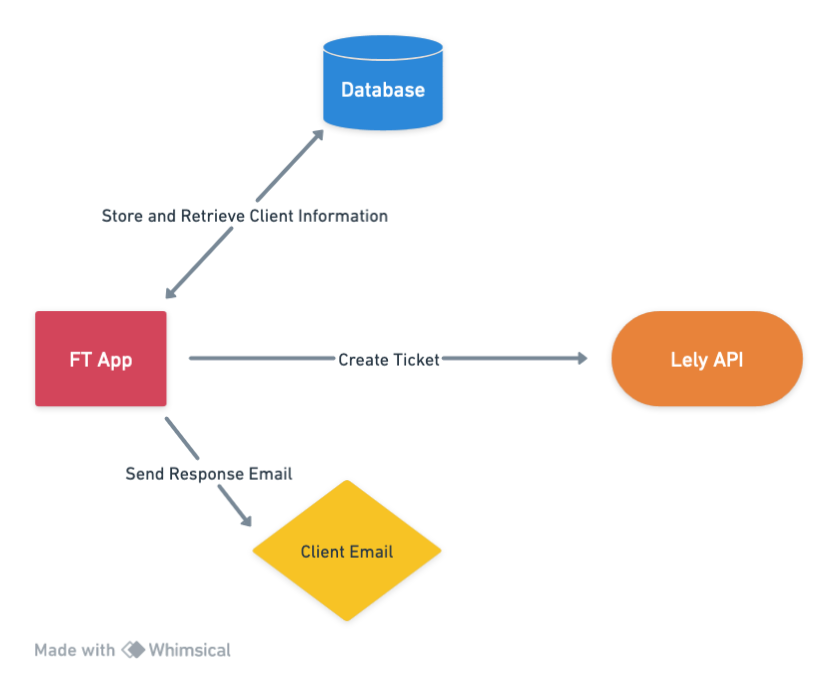 Database
Store and Retrieve Client Information
FT App
Create Ticket
Lely API
Send Response Email
Client Email
Made with Whimsical